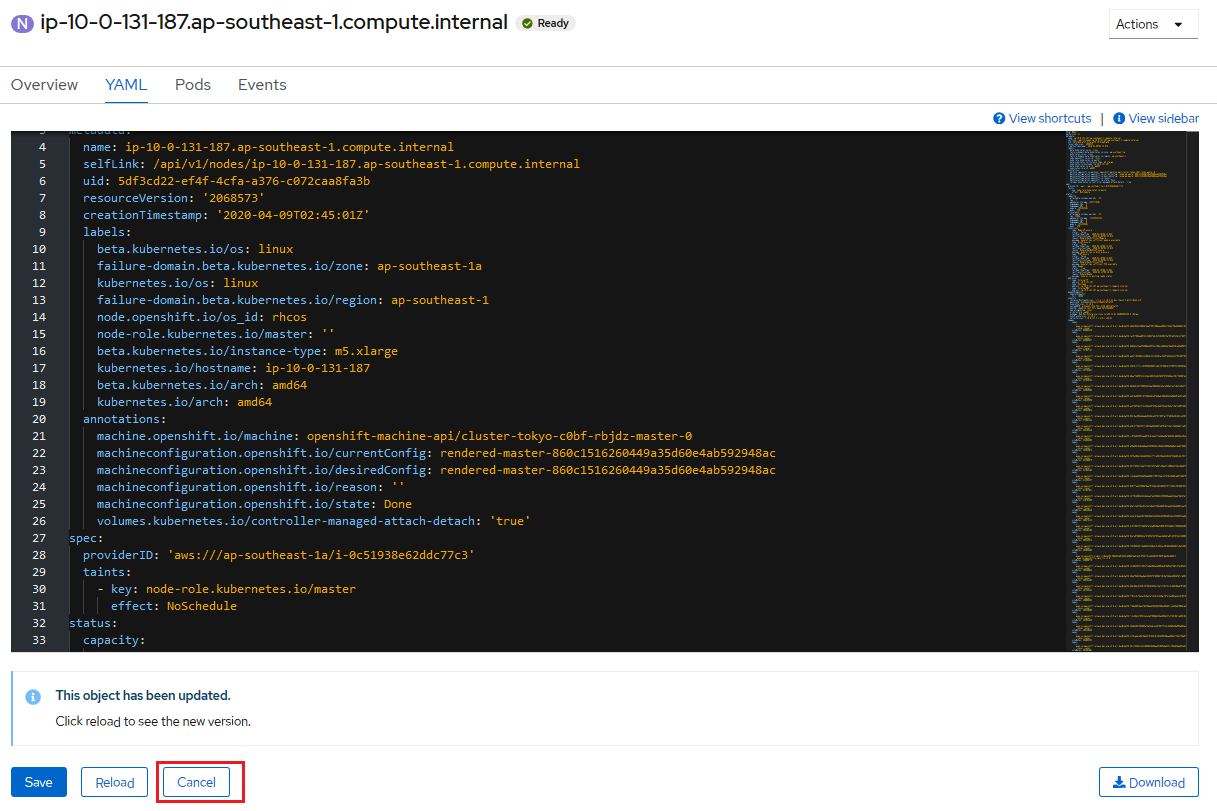 N ip-10-0-131-187.ap-southeast-1.compute.internal Ready
Actions
Overview YAML Pods Events
View shortcuts | View sidebar
3 metadata:
4 name: ip-10-0-131-187.ap-southeast-1.compute.internal
5 selfLink: /api/v1/nodes/ip-10-0-131-187.ap-southeast-1.compute.internal
6 uid: 5df3cd22-ef4f-4cfa-a376-c072caa8fa3b
7 resourceVersion: '2068573'
8 creationTimestamp: '2020-04-09T02:45:01Z'
9 labels:
10 beta.kubernetes.io/os: linux
11 failure-domain.beta.kubernetes.io/zone: ap-southeast-1a
12 kubernetes.io/os: linux
13 failure-domain.beta.kubernetes.io/region: ap-southeast-1
14 node.openshift.io/os_id: rhcos
15 node-role.kubernetes.io/master: ''
16 beta.kubernetes.io/instance-type: m5.xlarge
17 kubernetes.io/hostname: ip-10-0-131-187
18 beta.kubernetes.io/arch: amd64
19 kubernetes.io/arch: amd64
20 annotations:
21 machine.openshift.io/machine: openshift-machine-api/cluster-tokyo-c0bf-rbjdz-master-0
22 machineconfiguration.openshift.io/currentConfig: rendered-master-860c1516260449a35d60e4ab592948ac
23 machineconfiguration.openshift.io/desiredConfig: rendered-master-860c1516260449a35d60e4ab592948ac
24 machineconfiguration.openshift.io/reason: ''
25 machineconfiguration.openshift.io/state: Done
26 volumes.kubernetes.io/controller-managed-attach-detach: 'true'
27 spec:
28 providerID: 'aws:///ap-southeast-1a/i-0c51938e62ddc77c3'
29 taints:
30 - key: node-role.kubernetes.io/master
31 effect: NoSchedule
32 status:
33 capacity:
This object has been updated.
Click reload to see the new version.
Save Reload Cancel Download